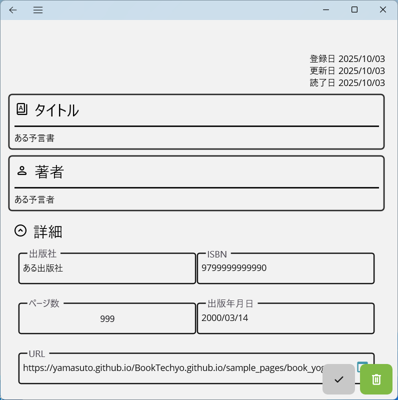 登録日 2025/10/03
更新日 2025/10/03
読了日 2025/10/03
タイトル
ある予言書
著者
ある予言者
詳細
出版社
ある出版社
ISBN
9799999999990
ページ数
999
出版年月日
2000/03/14
URL
https://yamasuto.github.io/BookTechyo.github.io/sample_pages/book_yog